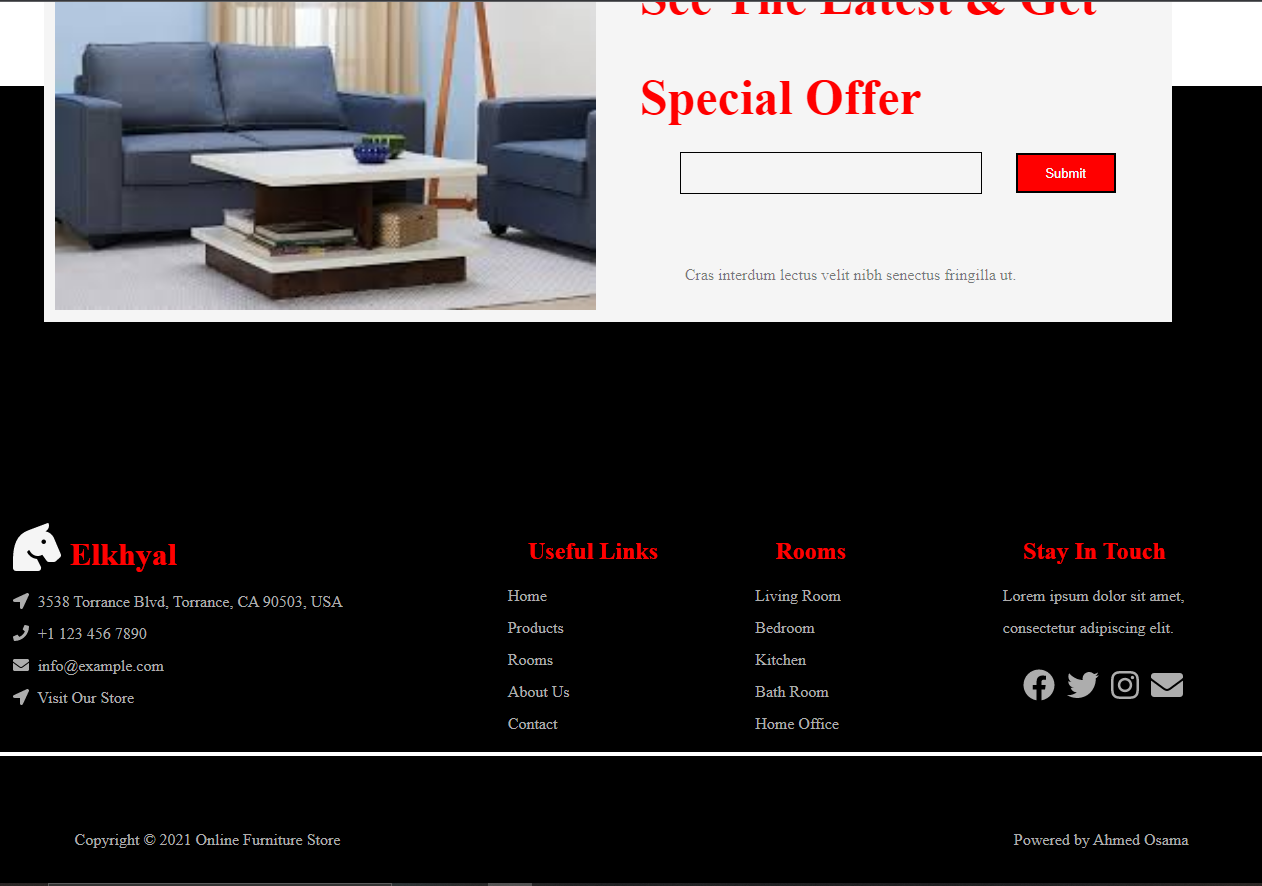 See The Latest & Get
Special Offer
Submit
Cras interdum lectus velit nibh senectus fringilla ut.
Elkhyal
3538 Torrance Blvd, Torrance, CA 90503, USA
+1 123 456 7890
info@example.com
Visit Our Store
Useful Links
Home
Products
Rooms
About Us
Contact
Rooms
Living Room
Bedroom
Kitchen
Bath Room
Home Office
Stay In Touch
Lorem ipsum dolor sit amet,
consectetur adipiscing elit.
Copyright © 2021 Online Furniture Store
Powered by Ahmed Osama